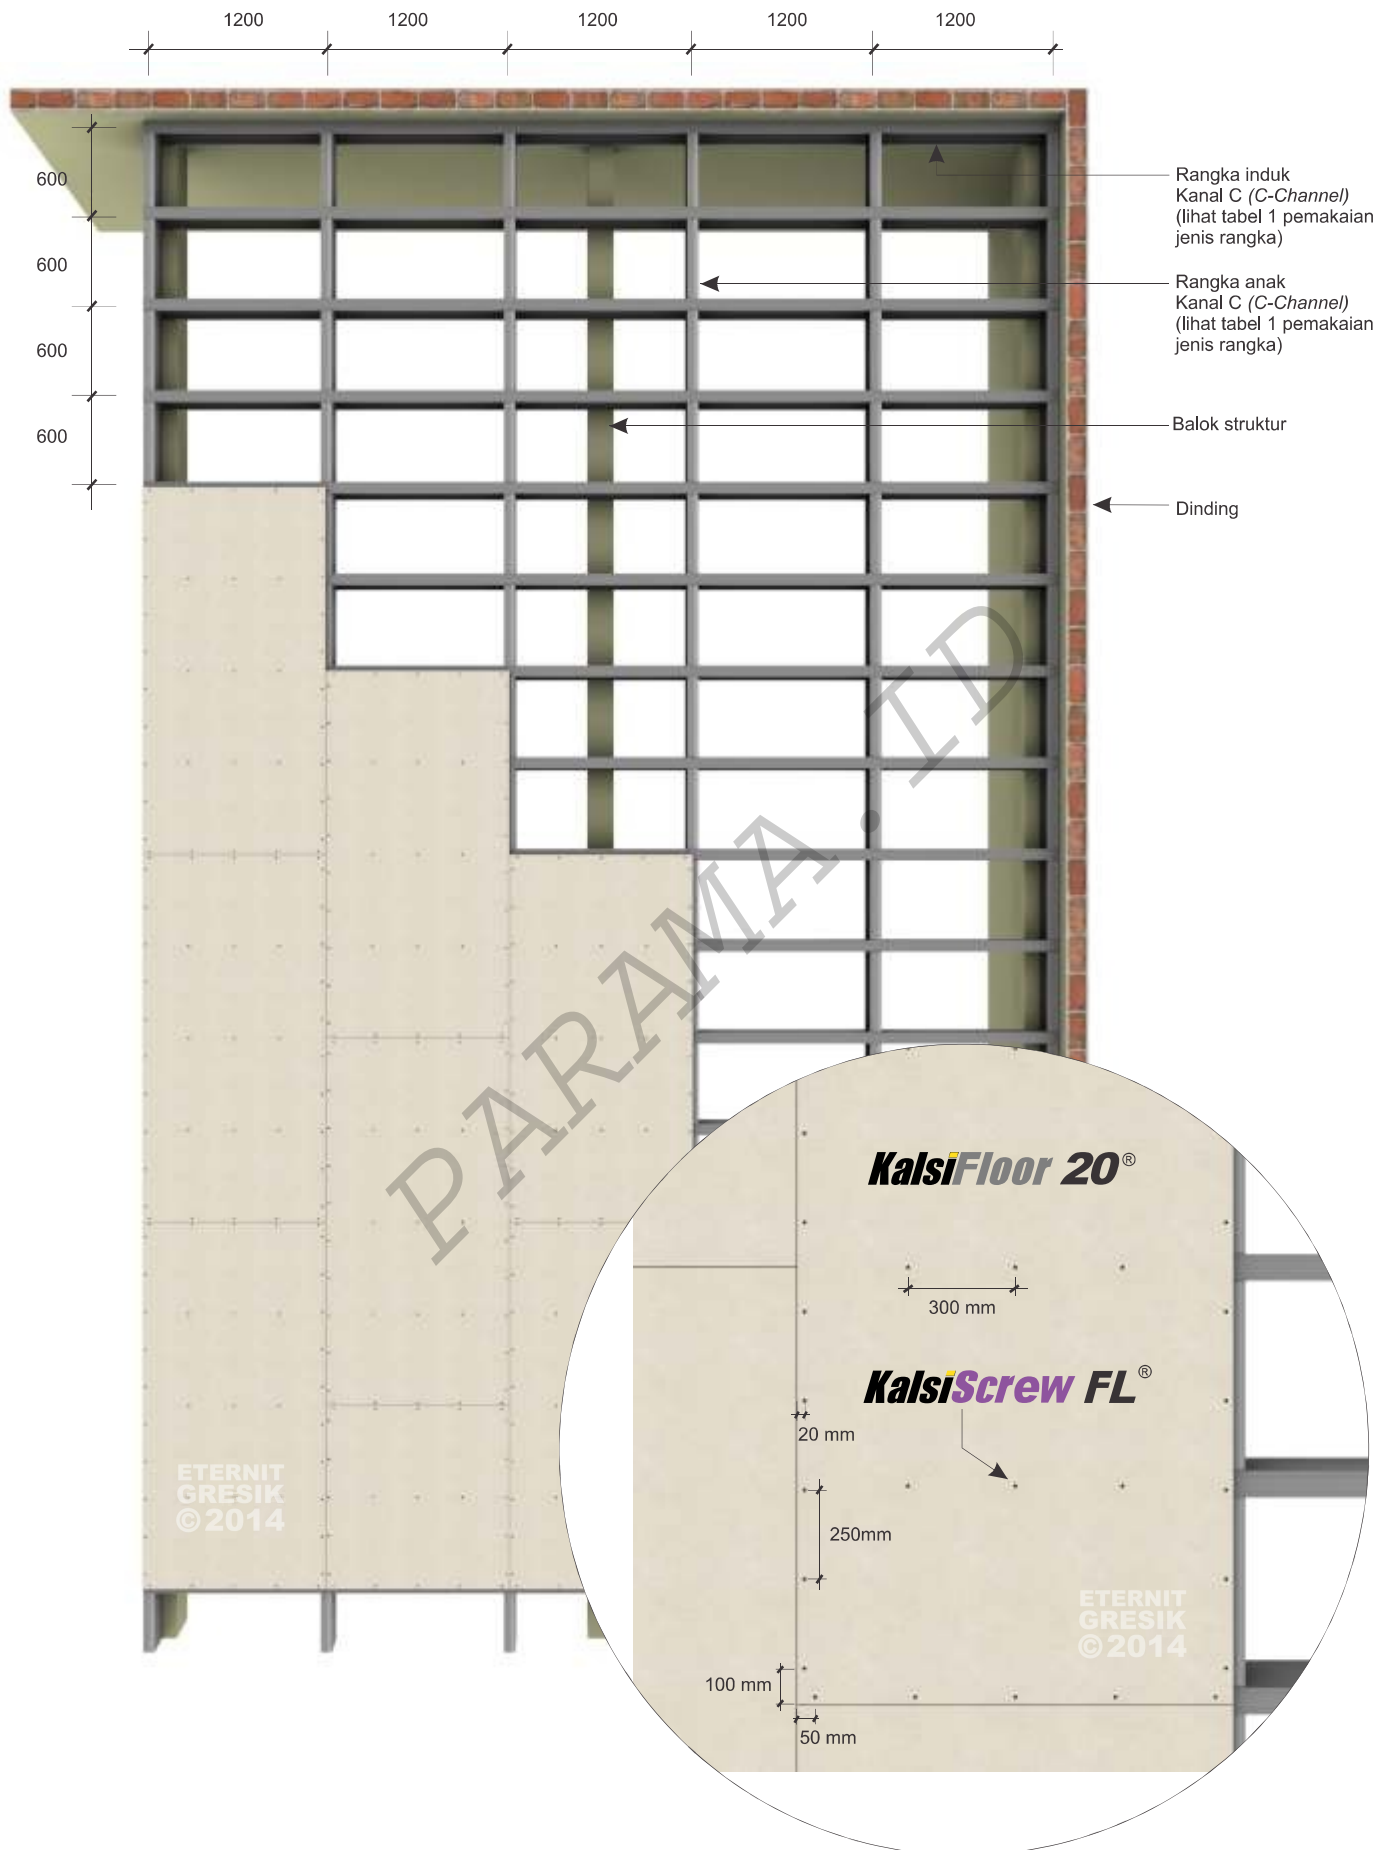 1200 1200 1200 1200 1200
600
600
600
600
Rangka induk
Kanal C (C-Channel)
(lihat tabel 1 pemakaian
jenis rangka)
Rangka anak
Kanal C (C-Channel)
(lihat tabel 1 pemakaian
jenis rangka)
Balok struktur
Dinding
PARAMA.ID
KalsiFloor 20®
300 mm
KalsiScrew FL®
20 mm
250mm
100 mm
50 mm
ETERNIT
GRESIK
©2014
ETERNIT
GRESIK
©2014